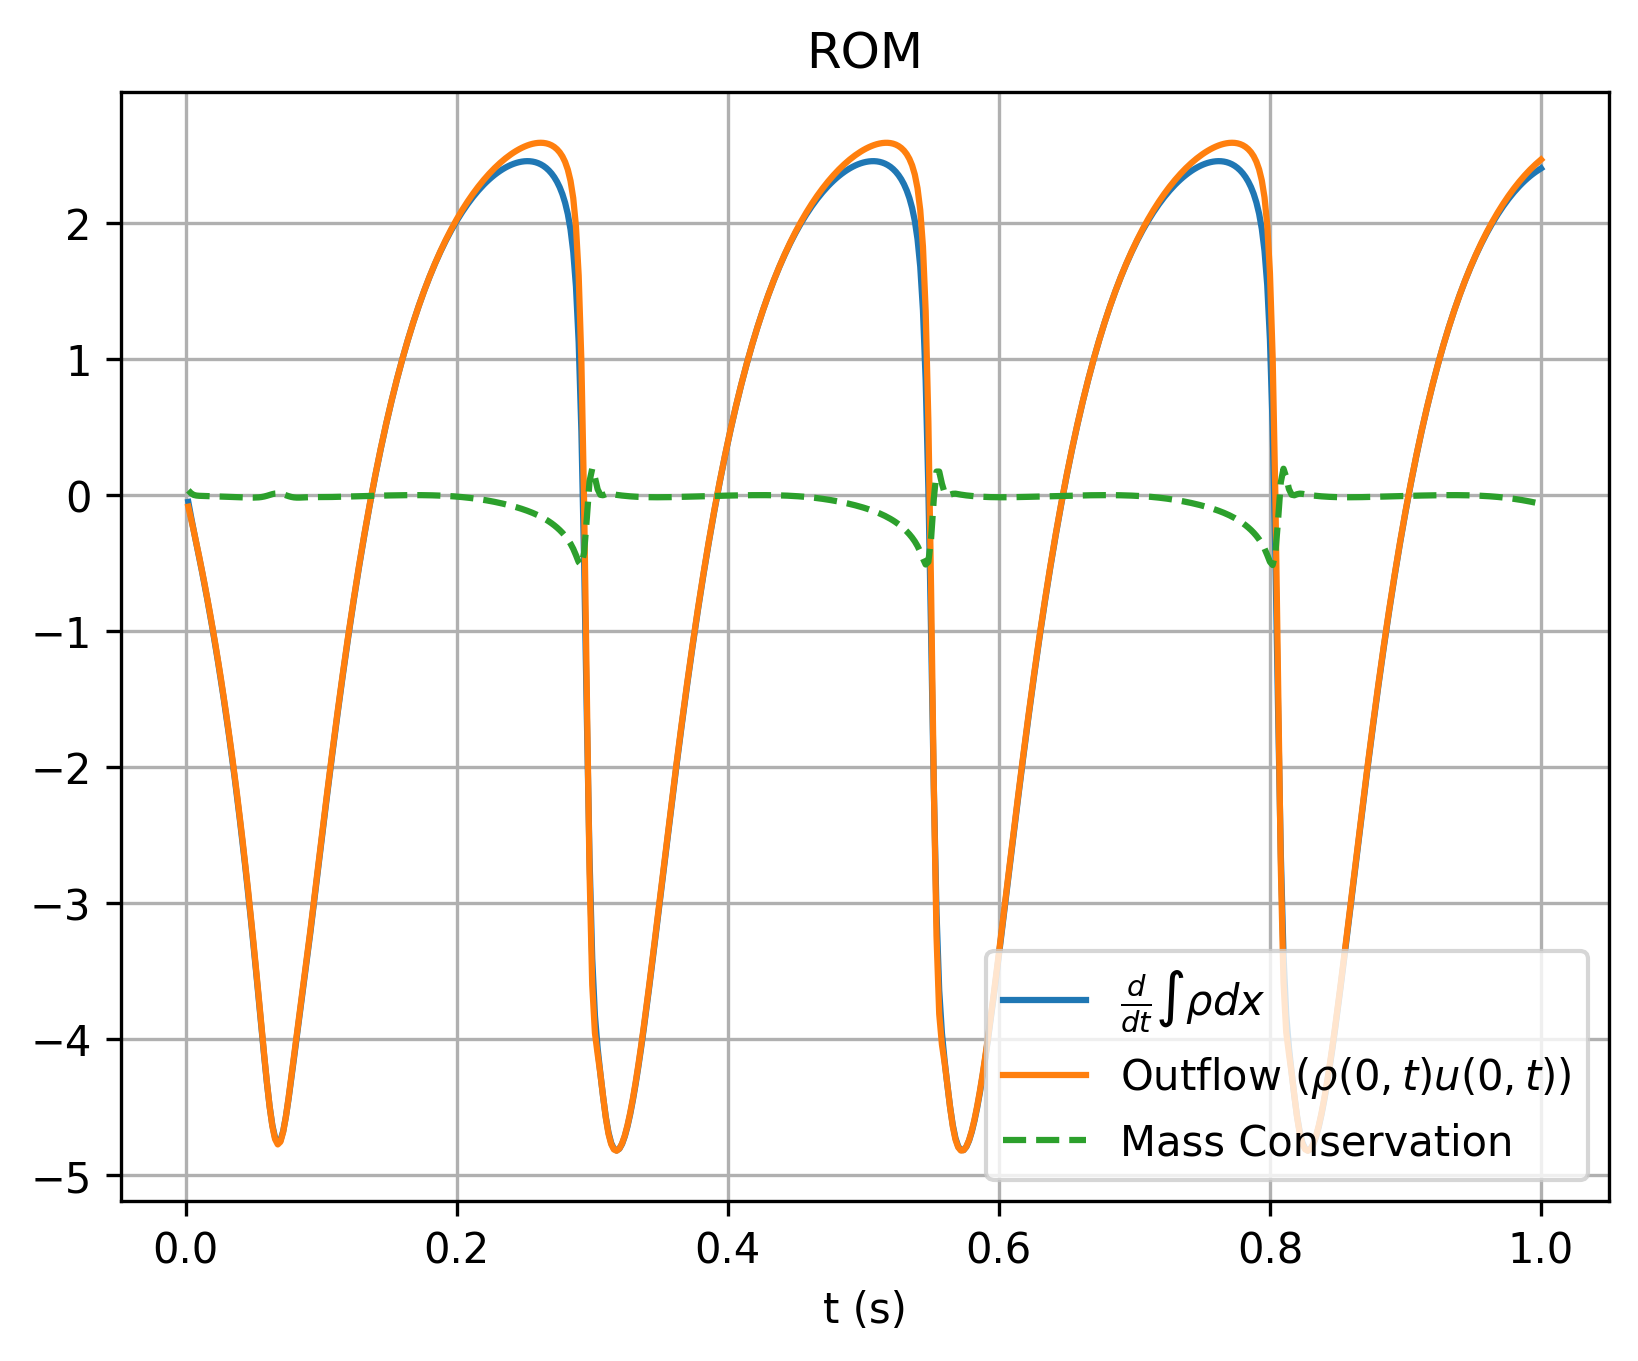 ROM
2
1
0
−1
−2
−3
−4
−5
d/dt ∫ρdx
Outflow (ρ(0, t)u(0, t))
Mass Conservation
0.0 0.2 0.4 0.6 0.8 1.0
t (s)